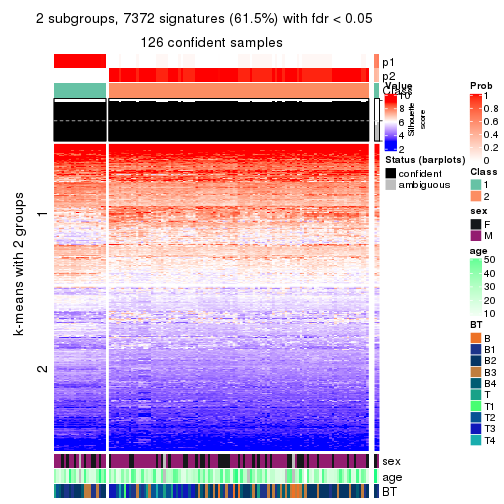 2 subgroups, 7372 signatures (61.5%) with fdr < 0.05
126 confident samples
p1
p2
Class
Silhouette
score
k-means with 2 groups
1
2
sex
age
BT
Value
10
8
6
4
2
Status (barplots)
confident
ambiguous
Prob
1
0.8
0.6
0.4
0.2
0
Class
1
2
sex
F
M
age
50
40
30
20
10
BT
B
B1
B2
B3
B4
T
T1
T2
T3
T4